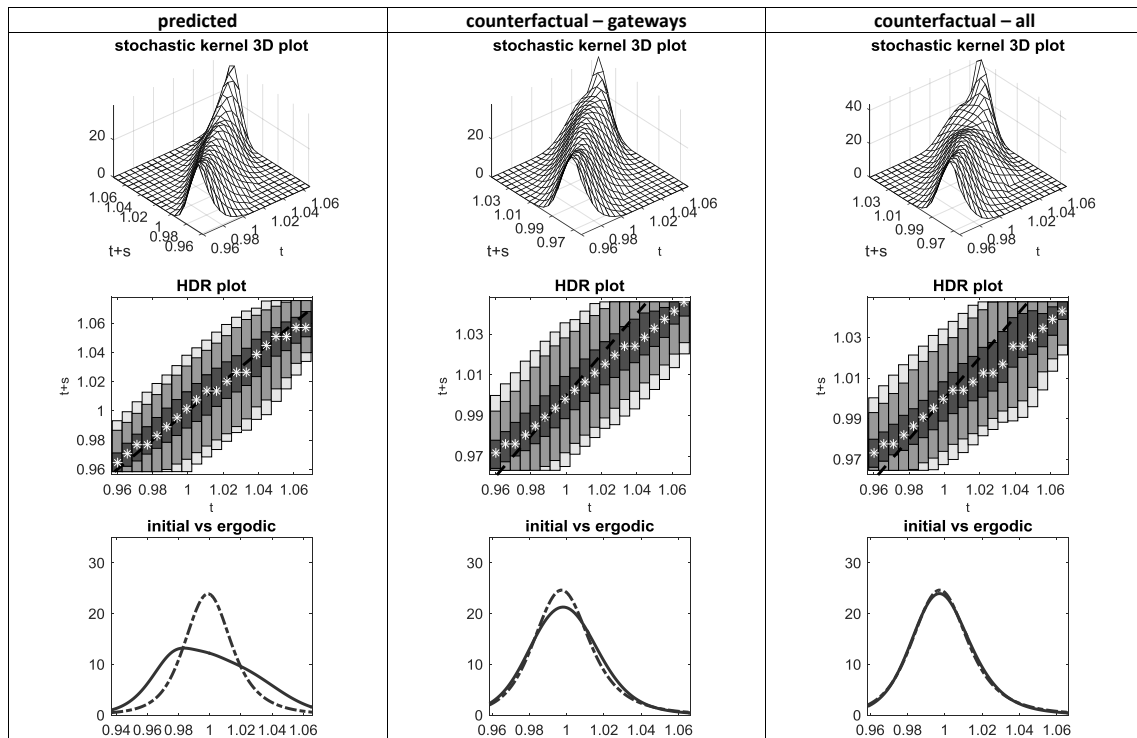 predicted
counterfactual – gateways
counterfactual – all
stochastic kernel 3D plot
20
0
1.06
1.04
1.02
1
0.98
0.96
t+s
0.96
0.98
1
1.02
1.04
1.06
t
stochastic kernel 3D plot
20
0
1.03
1.01
0.99
0.97
t+s
0.96
0.98
1
1.02
1.04
1.06
t
stochastic kernel 3D plot
40
20
0
1.03
1.01
0.99
0.97
t+s
0.96
0.98
1
1.02
1.04
1.06
t
HDR plot
1.06
1.04
1.02
1
0.98
0.96
t+s
0.96 0.98 1 1.02 1.04 1.06
t
HDR plot
1.03
1.01
0.99
0.97
t+s
0.96 0.98 1 1.02 1.04 1.06
t
HDR plot
1.03
1.01
0.99
0.97
t+s
0.96 0.98 1 1.02 1.04 1.06
t
initial vs ergodic
30
20
10
0
0.94 0.96 0.98 1 1.02 1.04 1.06
initial vs ergodic
30
20
10
0
0.96 0.98 1 1.02 1.04 1.06
initial vs ergodic
30
20
10
0
0.96 0.98 1 1.02 1.04 1.06